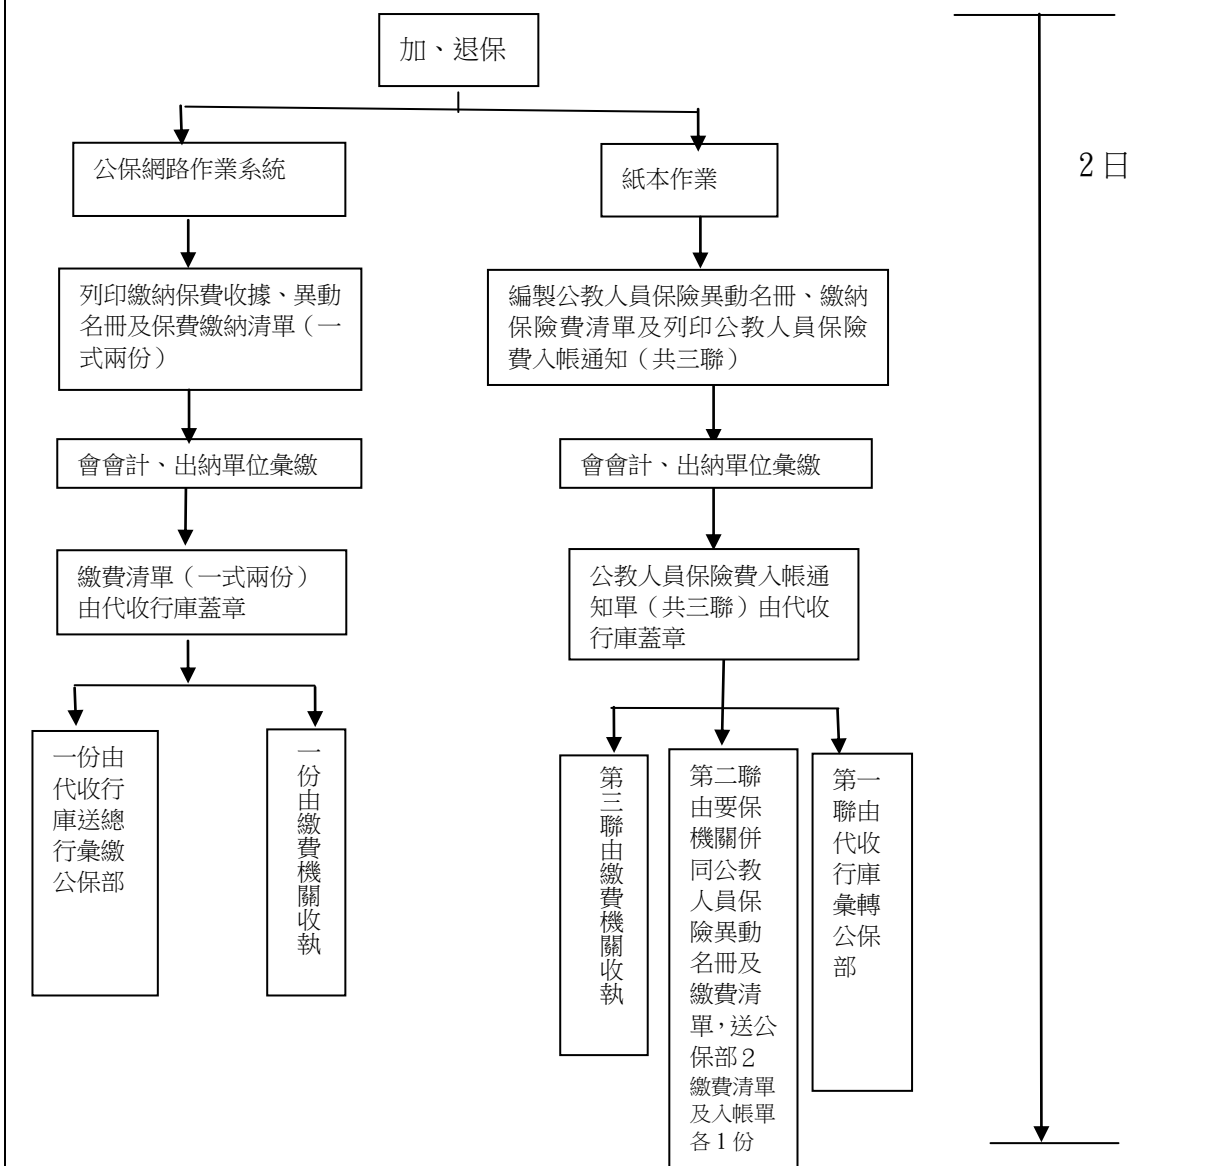 加、退保
2日
公保網路作業系統
紙本作業
列印繳納保費收據、異動
名冊及保費繳納清單（一
式兩份）
編製公教人員保險異動名冊、繳納
保險費清單及列印公教人員保險
費入帳通知（共三聯）
會會計、出納單位彙繳
會會計、出納單位彙繳
繳費清單（一式兩份）
由代收行庫蓋章
公教人員保險費入帳通
知單（共三聯）由代收
行庫蓋章
一份由
代收行
庫送總
行彙繳
公保部
一份由繳費機關收執
第三聯由繳費機關收執
第二聯
由要保
機關併
同公教
人員保
險異動
名冊及
繳費清
單，送公
保部２
繳費清單
及入帳單
各１份
第一
聯由
代收
行庫
彙轉
公保
部